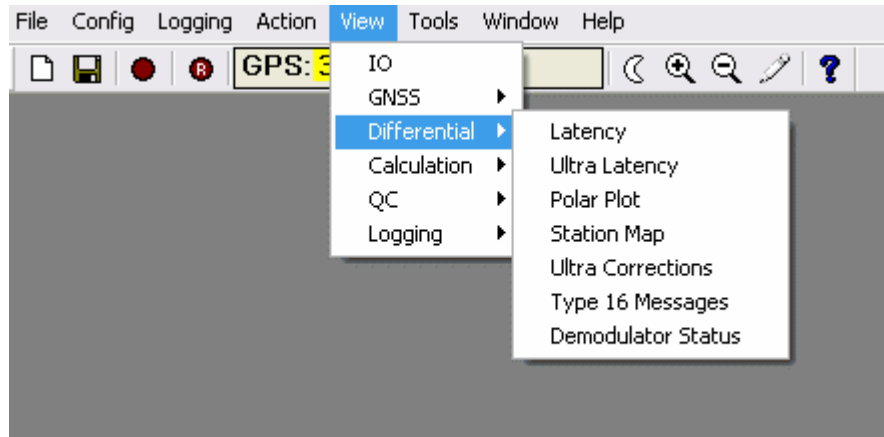 File Config Logging Action View Tools Window Help
R GPS: 3 ?
IO
GNSS
Differential
Calculation
QC
Logging
Latency
Ultra Latency
Polar Plot
Station Map
Ultra Corrections
Type 16 Messages
Demodulator Status